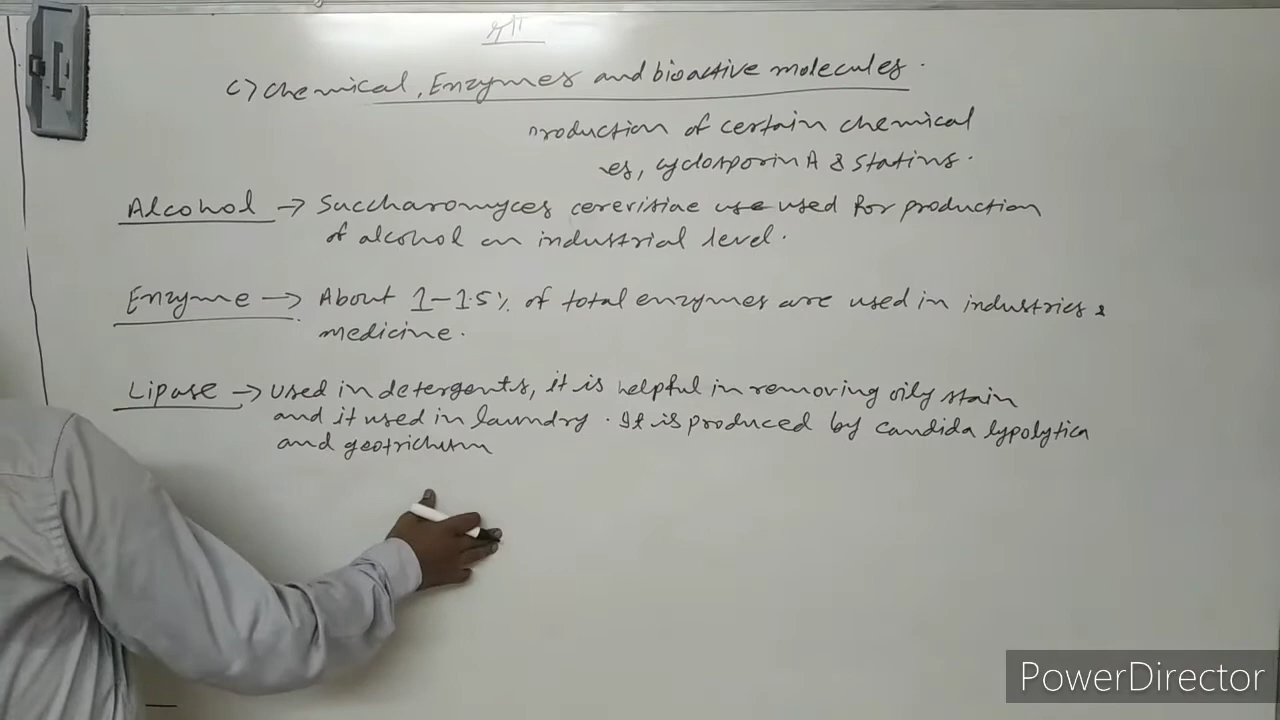 c) Chemical, Enzymes and bioactive molecules.
Production of certain chemical
eg, cyclosporin A & Statins.
Alcohol → Saccharomyces cerevisiae use used for production
of alcohol on industrial level.
Enzyme → About 1-1.5% of total enzymes are used in industries &
medicine.
Lipase → used in detergents, it is helpful in removing oily stain
and it used in laundry. It is produced by candida lypolytica
and geotrichum
PowerDirector